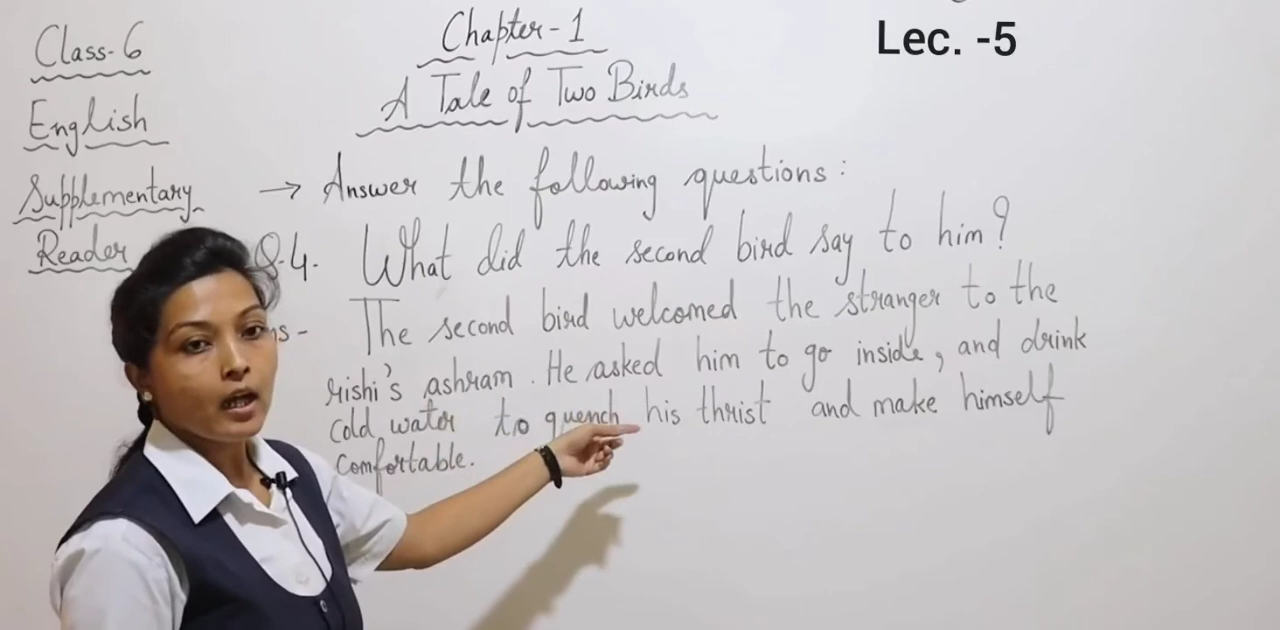 Class-6
English
Supplementary
Reader
Chapter-1
A Tale of Two Birds
Lec. -5
→ Answer the following questions:
Q.4. What did the second bird say to him?
ns- The second bird welcomed the stranger to the
rishi's ashram. He asked him to go inside, and drink
cold water to quench his thrist and make himself
comfortable.